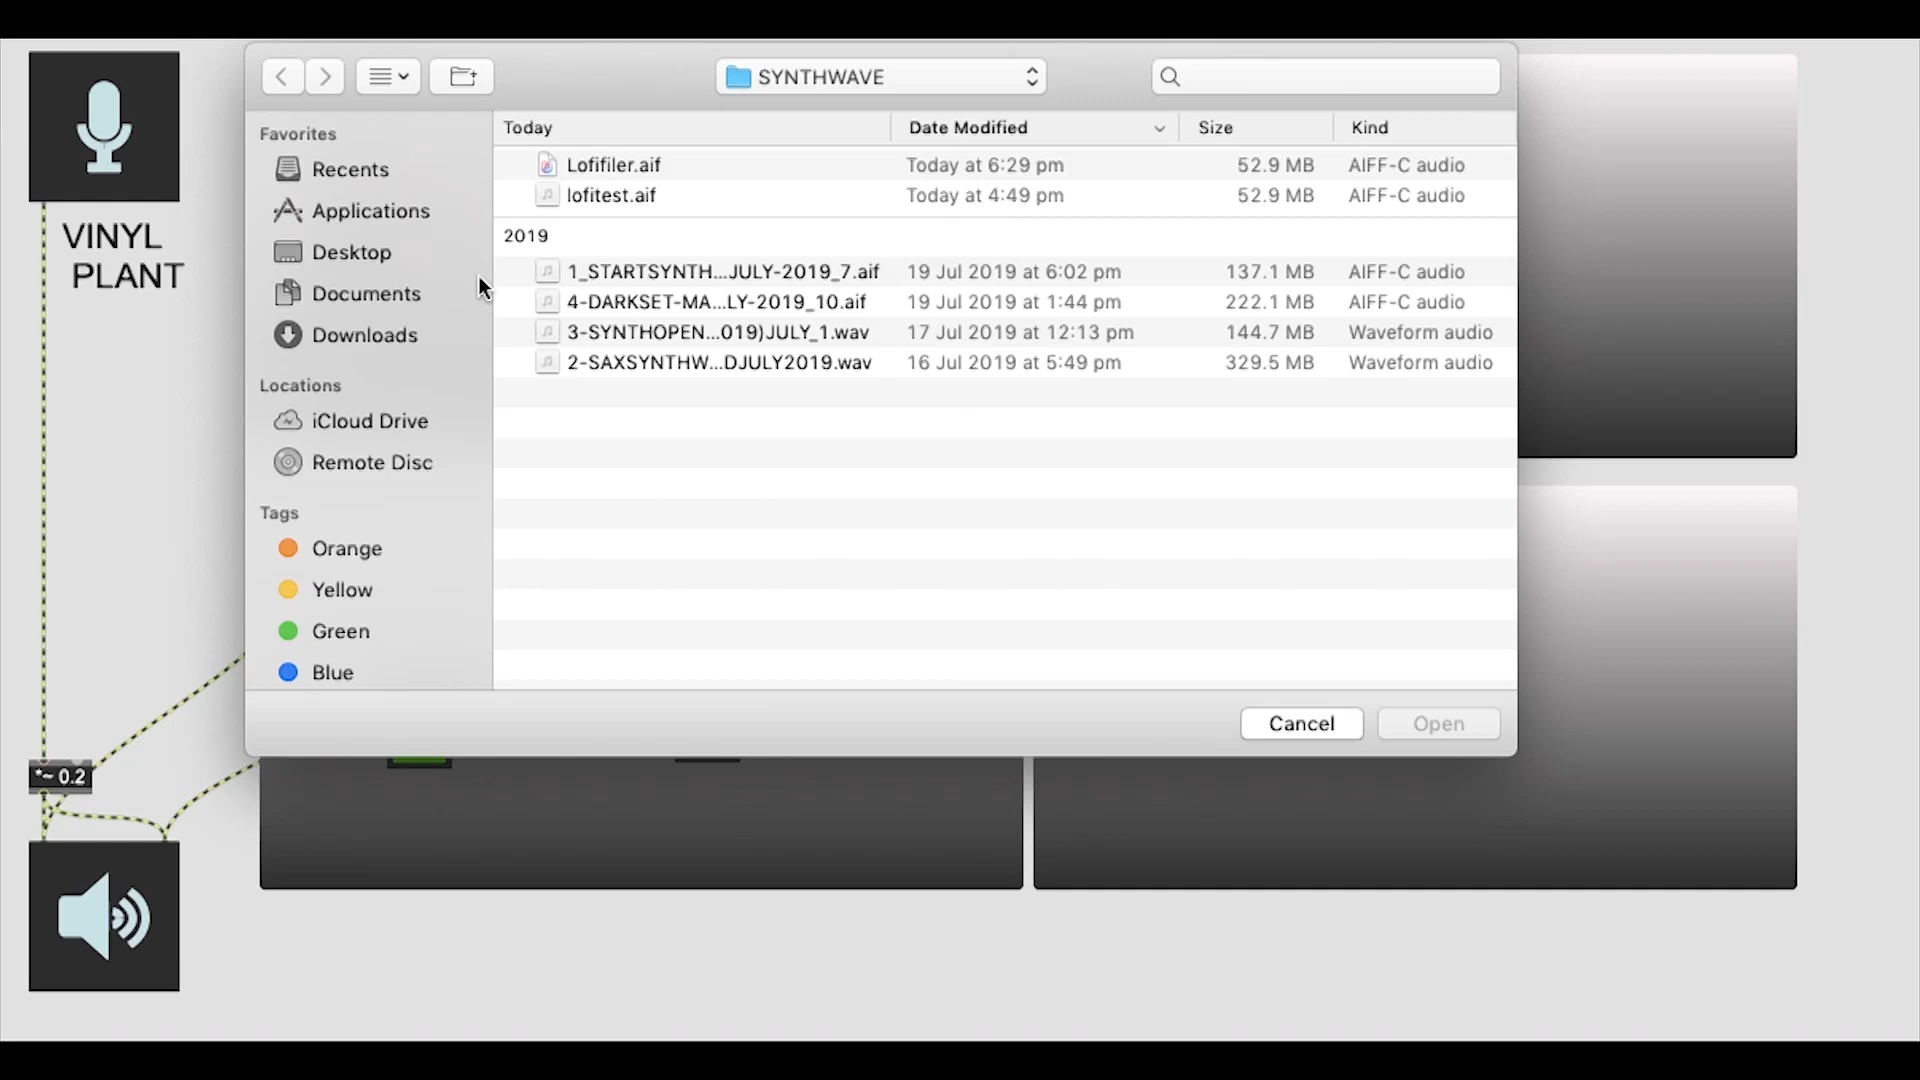 SYNTHWAVE
VINYL
PLANT
Favorites
Recents
Applications
Desktop
Documents
Downloads
Locations
iCloud Drive
Remote Disc
Tags
Orange
Yellow
Green
Blue
Today Date Modified Size Kind
Lofifiler.aif Today at 6:29 pm 52.9 MB AIFF-C audio
lofitest.aif Today at 4:49 pm 52.9 MB AIFF-C audio
2019
1_STARTSYNTH...JULY-2019_7.aif 19 Jul 2019 at 6:02 pm 137.1 MB AIFF-C audio
4-DARKSET-MA...LY-2019_10.aif 19 Jul 2019 at 1:44 pm 222.1 MB AIFF-C audio
3-SYNTHOPEN...019)JULY_1.wav 17 Jul 2019 at 12:13 pm 144.7 MB Waveform audio
2-SAXSYNTHW...DJULY2019.wav 16 Jul 2019 at 5:49 pm 329.5 MB Waveform audio
Cancel Open
*~ 0.2